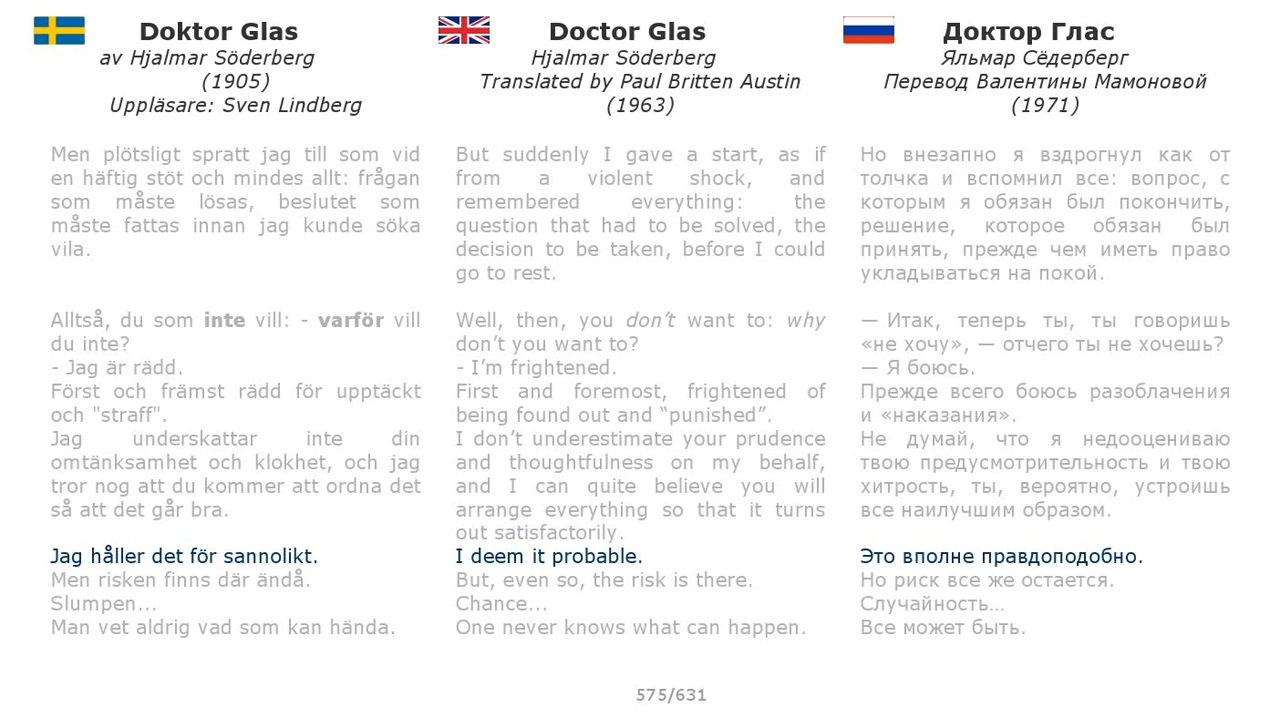 Doktor Glas
av Hjalmar Söderberg
(1905)
Uppläsare: Sven Lindberg
Men plötsligt spratt jag till som vid
en häftig stöt och mindes allt: frågan
som måste lösas, beslutet som
måste fattas innan jag kunde söka
vila.
Alltså, du som inte vill: - varför vill
du inte?
- Jag är rädd.
Först och främst rädd för upptäckt
och "straff".
Jag underskattar inte din
omtänksamhet och klokhet, och jag
tror nog att du kommer att ordna det
så att det går bra.
Jag håller det för sannolikt.
Men risken finns där ändå.
Slumpen...
Man vet aldrig vad som kan hända.
Doctor Glas
Hjalmar Söderberg
Translated by Paul Britten Austin
(1963)
But suddenly I gave a start, as if
from a violent shock, and
remembered everything: the
question that had to be solved, the
decision to be taken, before I could
go to rest.
Well, then, you don’t want to: why
don’t you want to?
- I’m frightened.
First and foremost, frightened of
being found out and “punished”.
I don’t underestimate your prudence
and thoughtfulness on my behalf,
and I can quite believe you will
arrange everything so that it turns
out satisfactorily.
I deem it probable.
But, even so, the risk is there.
Chance...
One never knows what can happen.
Доктор Глас
Яльмар Сёдерберг
Перевод Валентины Мамоновой
(1971)
Но внезапно я вздрогнул как от
толчка и вспомнил все: вопрос, с
которым я обязан был покончить,
решение, которое обязан был
принять, прежде чем иметь право
укладываться на покой.
— Итак, теперь ты, ты говоришь
«не хочу», — отчего ты не хочешь?
— Я боюсь.
Прежде всего боюсь разоблачения
и «наказания».
Не думай, что я недооцениваю
твою предусмотрительность и твою
хитрость, ты, вероятно, устроишь
все наилучшим образом.
Это вполне правдоподобно.
Но риск все же остается.
Случайность…
Все может быть.
575/631